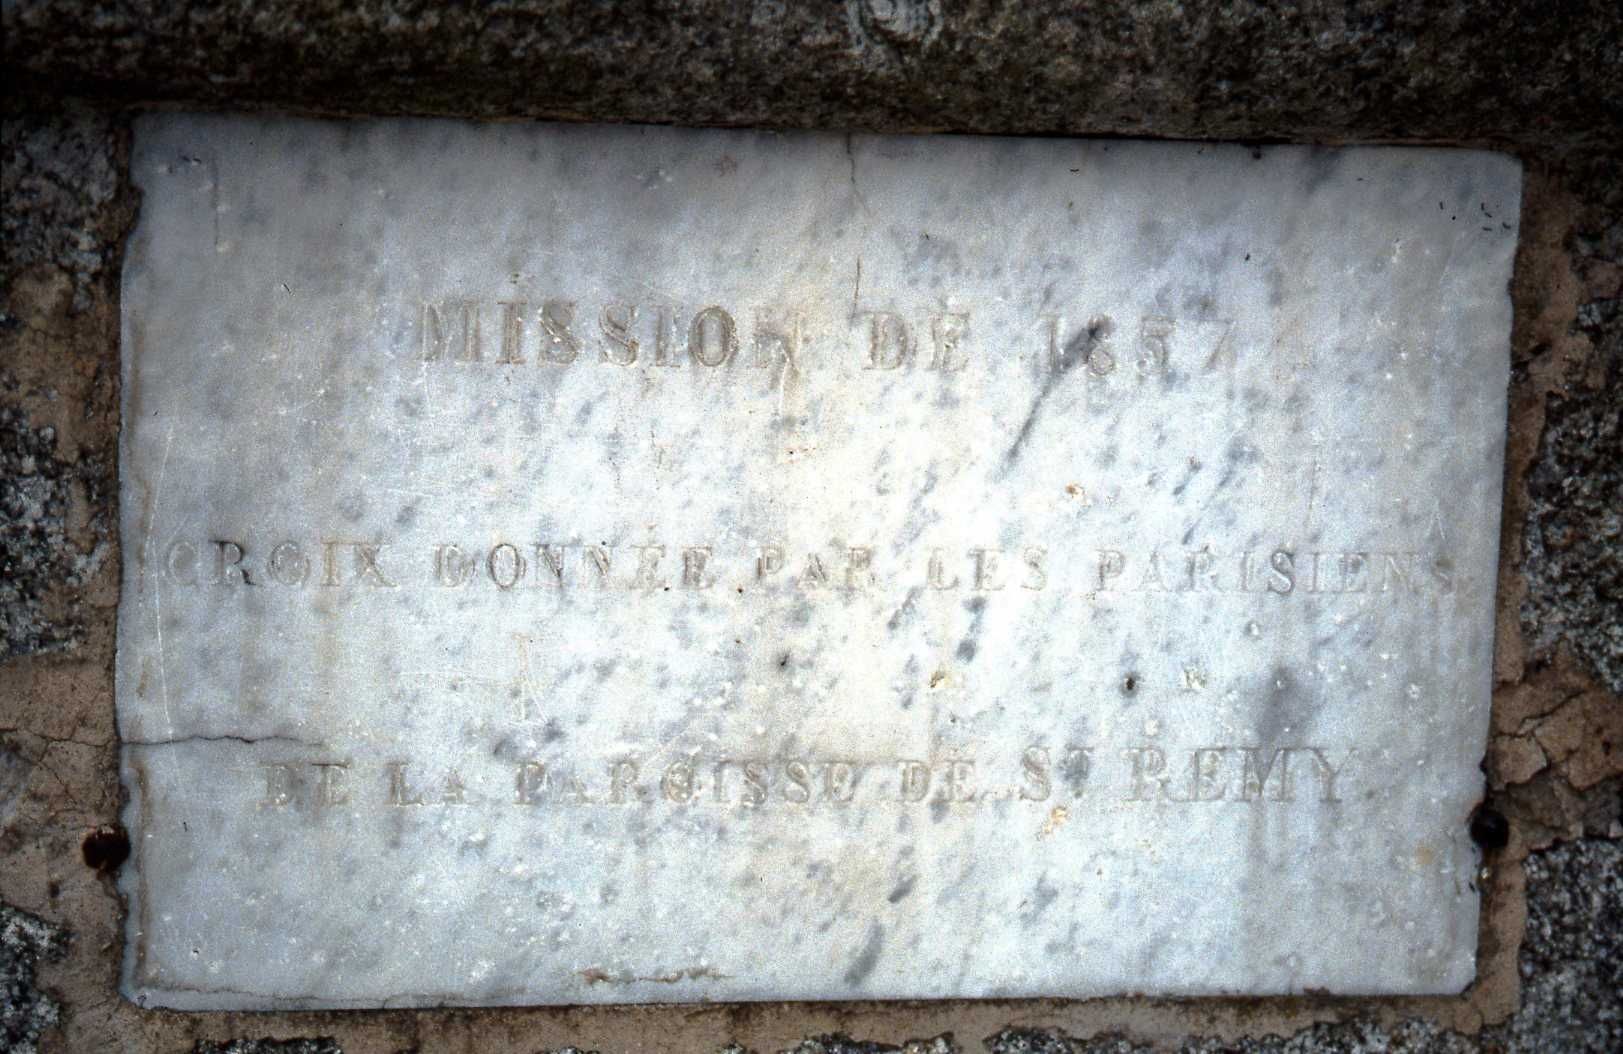 MISSION DE 1857
CROIX DONNÉE PAR LES PARISIENS
DE LA PAROISSE DE ST REMY